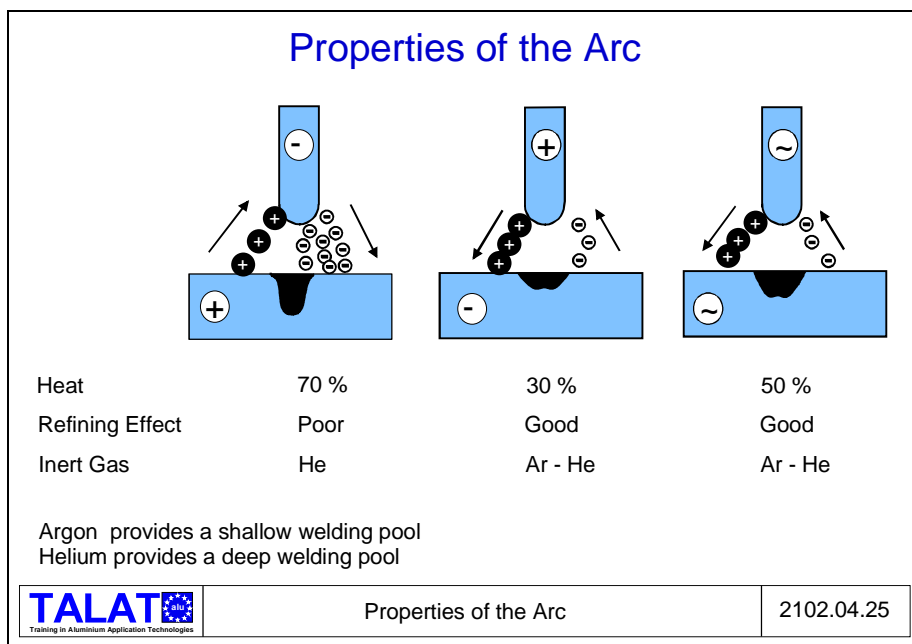 Properties of the Arc
- + ~
+ - ~
Heat 70 % 30 % 50 %
Refining Effect Poor Good Good
Inert Gas He Ar - He Ar - He
Argon provides a shallow welding pool
Helium provides a deep welding pool
TALAT alu
Training in Aluminium Application Technologies
Properties of the Arc
2102.04.25